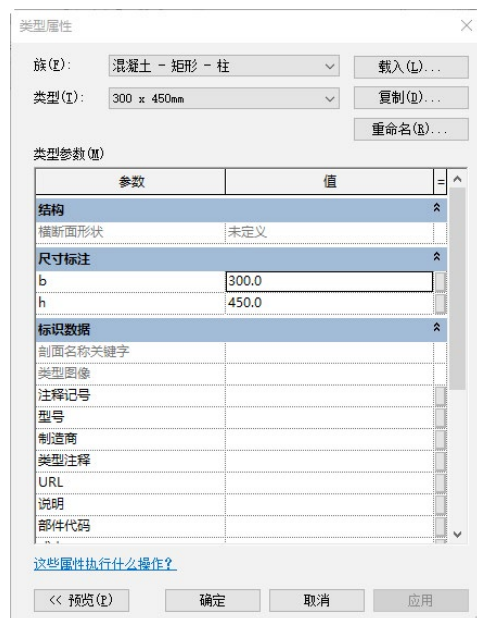 类型属性
族(F): 混凝土 - 矩形 - 柱 载入(L)...
类型(T): 300 x 450mm 复制(D)...
重命名(R)...
类型参数(M)
参数 值 =
结构
横断面形状 未定义
尺寸标注
b 300.0
h 450.0
标识数据
剖面名称关键字
类型图像
注释记号
型号
制造商
类型注释
URL
说明
部件代码
这些属性执行什么操作?
<< 预览(P) 确定 取消 应用